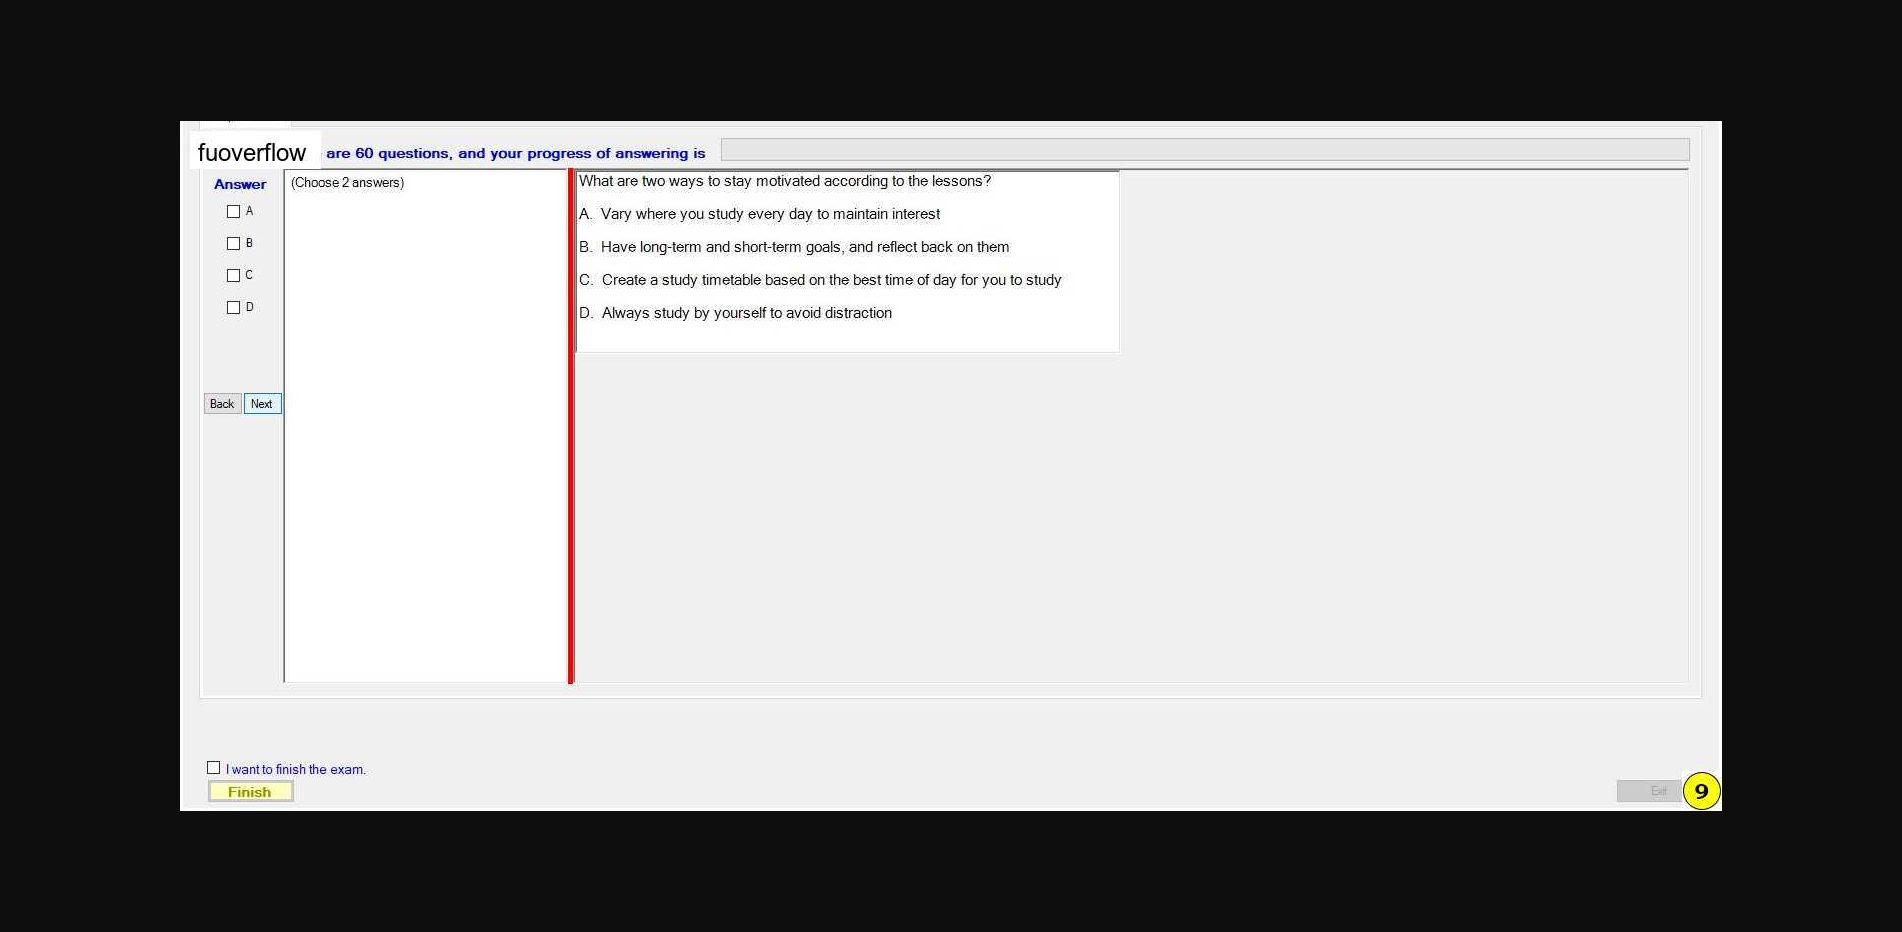 fuoverflow are 60 questions, and your progress of answering is
Answer
(Choose 2 answers)
A
B
C
D
Back Next
What are two ways to stay motivated according to the lessons?
A. Vary where you study every day to maintain interest
B. Have long-term and short-term goals, and reflect back on them
C. Create a study timetable based on the best time of day for you to study
D. Always study by yourself to avoid distraction
I want to finish the exam.
Finish
Exit
9